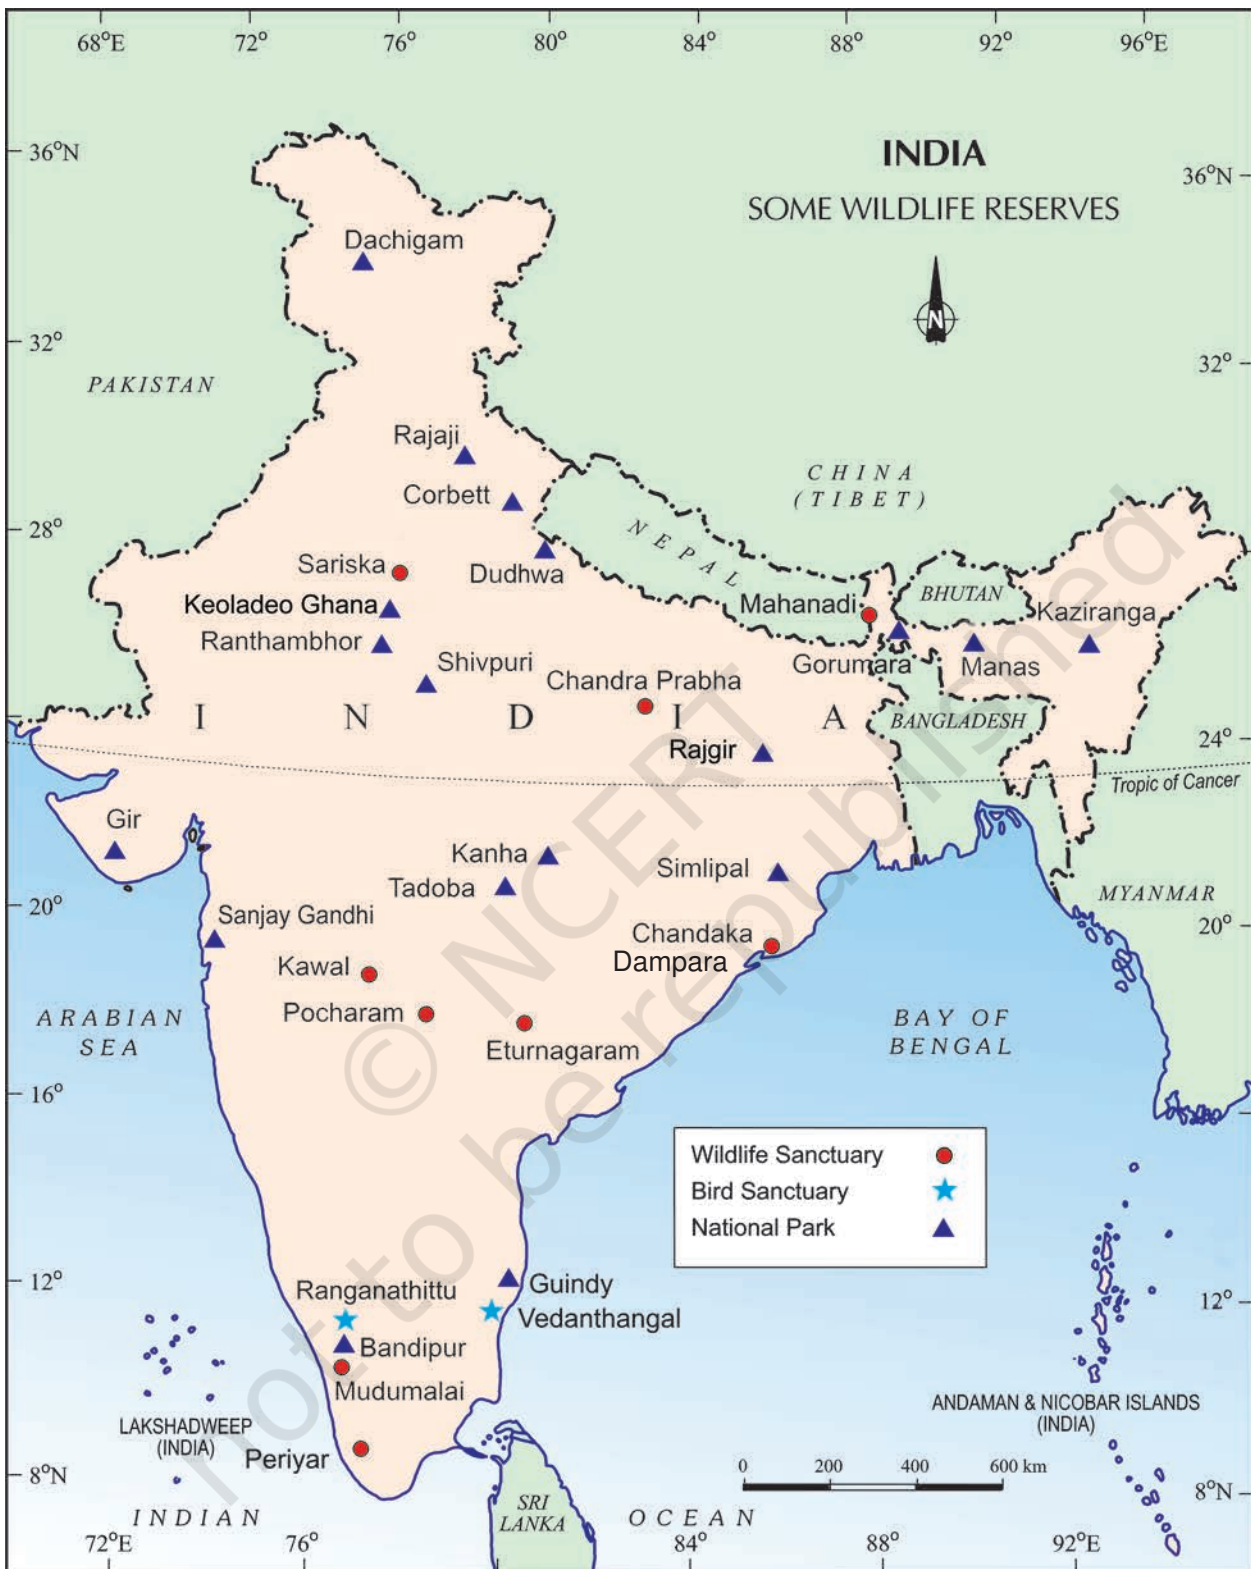 68°E 72° 76° 80° 84° 88° 92° 96°E
36°N
INDIA
36°N
SOME WILDLIFE RESERVES
Dachigam
N
32°
32°
PAKISTAN
Rajaji
CHINA
(TIBET)
Corbett
28°
NEPAL
Sariska
Dudhwa
BHUTAN
Keoladeo Ghana
Mahanadi
Kaziranga
Ranthambhor
Shivpuri
Gorumara
Manas
Chandra Prabha
I N D I A
BANGLADESH
Rajgir
24°
Tropic of Cancer
Gir
Kanha
Simlipal
Tadoba
MYANMAR
20°
Sanjay Gandhi
20°
Chandaka
Dampara
Kawal
Pocharam
ARABIAN
SEA
BAY OF
BENGAL
Eturnagaram
16°
Wildlife Sanctuary
Bird Sanctuary
National Park
12°
Ranganathittu
Guindy
12°
Vedanthangal
Bandipur
Mudumalai
LAKSHADWEEP
(INDIA)
ANDAMAN & NICOBAR ISLANDS
(INDIA)
Periyar
8°N
0 200 400 600 km
8°N
SRI
LANKA
INDIAN OCEAN
72°E 76° 84° 88° 92°E
© NCERT
not to be republished